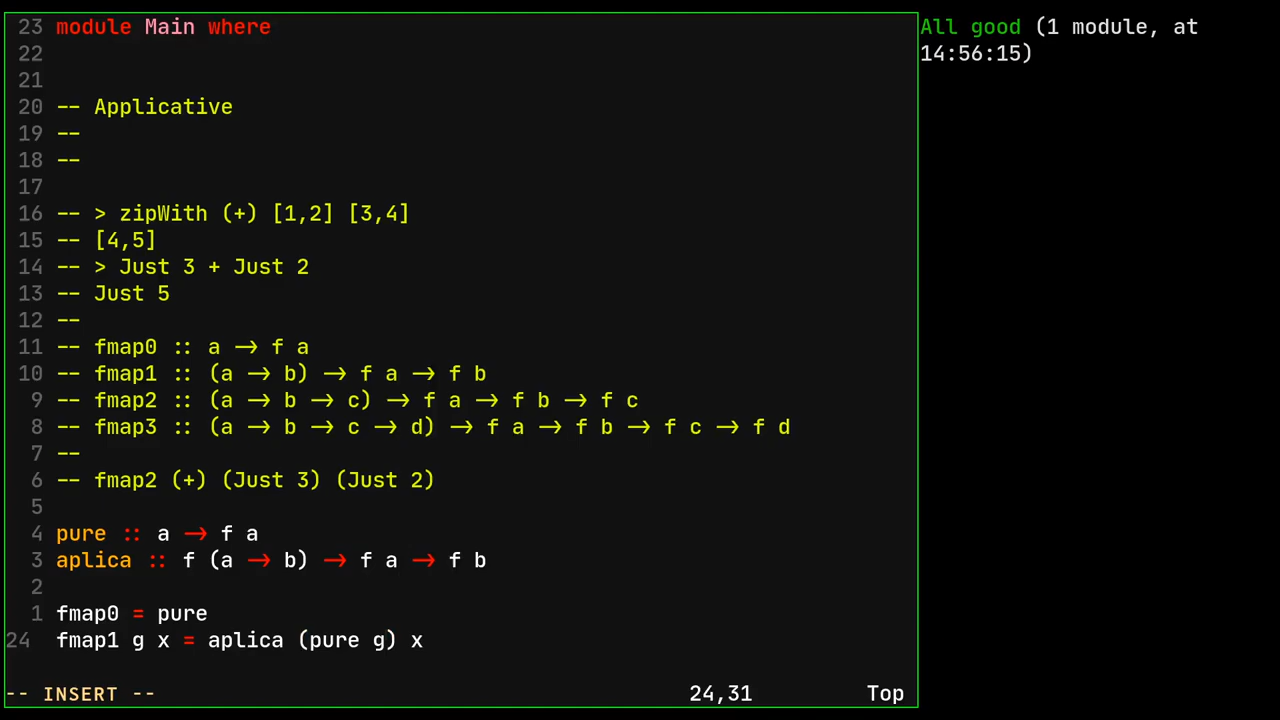 23 module Main where
22
21
20 -- Applicative
19 --
18 --
17
16 -- > zipWith (+) [1,2] [3,4]
15 -- [4,5]
14 -- > Just 3 + Just 2
13 -- Just 5
12 --
11 -- fmap0 :: a → f a
10 -- fmap1 :: (a → b) → f a → f b
9 -- fmap2 :: (a → b → c) → f a → f b → f c
8 -- fmap3 :: (a → b → c → d) → f a → f b → f c → f d
7 --
6 -- fmap2 (+) (Just 3) (Just 2)
5
4 pure :: a → f a
3 aplica :: f (a → b) → f a → f b
2
1 fmap0 = pure
24 fmap1 g x = aplica (pure g) x
-- INSERT -- 24,31 Top
All good (1 module, at
14:56:15)